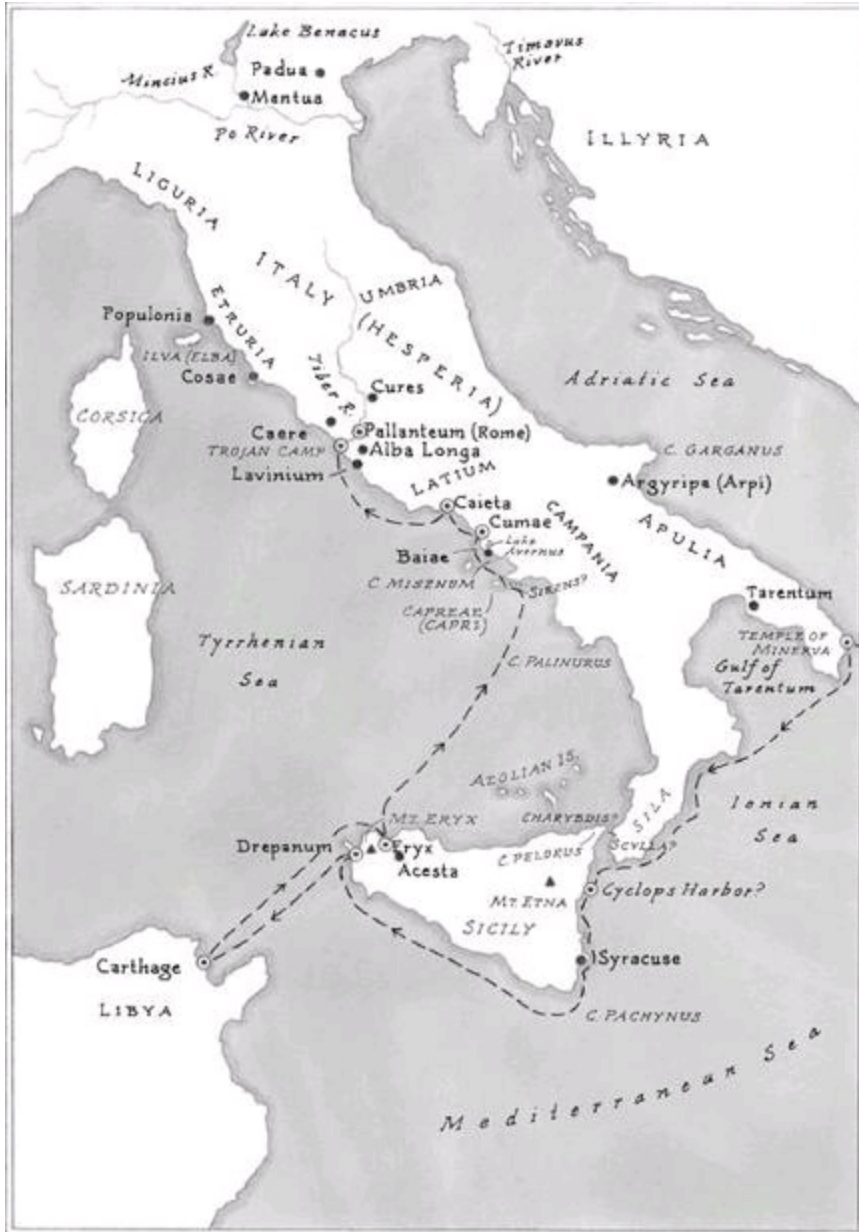 Lake Benacus
Timavus
River
Padua
Mincius R.
Mantua
Po River
ILLYRIA
LIGURIA
ITALY
UMBRIA
(HESPERIA)
ETRURIA
Populonia
ILVA (ELBA)
Cosae
Tiber R.
Cures
Adriatic Sea
CORSICA
Caere
Pallanteum (Rome)
TROJAN CAMP
Alba Longa
Lavinium
LATIUM
C. GARGANUS
Argyripa (Arpi)
Caieta
Cumae
CAMPANIA
APULIA
Lake
Avernus
Baiae
C. MISENUM
SIRENS?
CAPREAE
(CAPRI)
SARDINIA
Tarentum
TEMPLE OF
MINERVA
Gulf of
Tarentum
Tyrrhenian
Sea
C. PALINURUS
AEOLIAN IS.
MT. ERYX
CHARYBDIS?
SILA
Ionian
Sea
Drepanum
Eryx
Acesta
C. PELORUS
SCYLLA?
MT. ETNA
Cyclops Harbor?
SICILY
Carthage
Syracuse
LIBYA
C. PACHYNUS
Mediterranean Sea